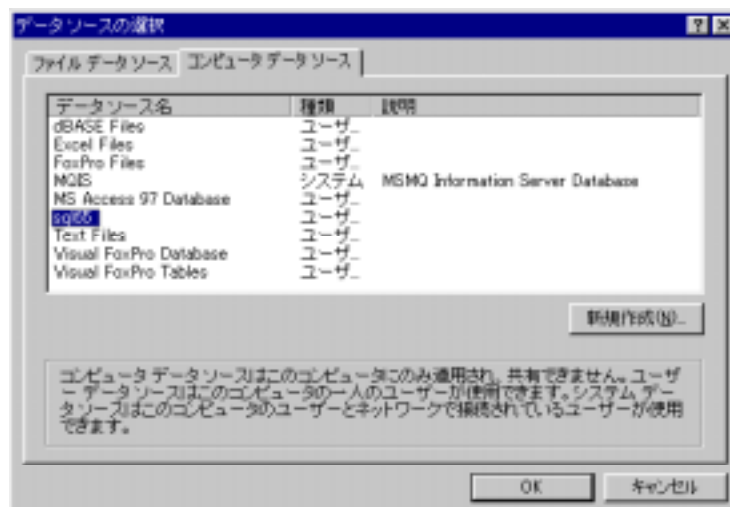 データ ソースの選択
ファイル データ ソース コンピュータ データ ソース
データ ソース名 種類 説明
dBASE Files ユーザ...
Excel Files ユーザ...
FoxPro Files ユーザ...
MQIS システム MSMQ Information Server Database
MS Access 97 Database ユーザ...
sql65
ユーザ...
Text Files ユーザ...
Visual FoxPro Database ユーザ...
Visual FoxPro Tables ユーザ...
新規作成(N)...
コンピュータ データ ソースはこのコンピュータにのみ適用され、共有できません。ユーザ
ー データ ソースはこのコンピュータの一人のユーザーが使用できます。システム デー
タ ソースはこのコンピュータのユーザーとネットワークで接続されているユーザーが使用
できます。
OK キャンセル